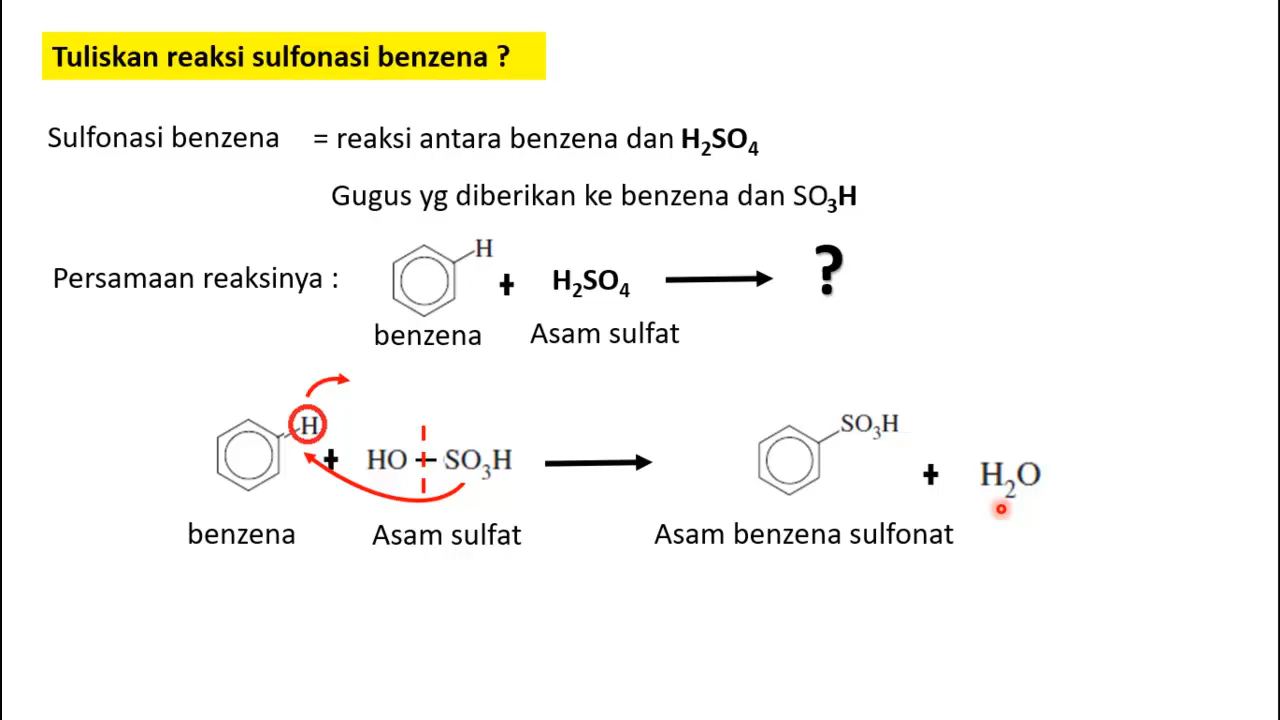 Tuliskan reaksi sulfonasi benzena ?
Sulfonasi benzena = reaksi antara benzena dan H₂SO₄
Gugus yg diberikan ke benzena dan SO₃H
H
Persamaan reaksinya : + H₂SO₄ ?
benzena Asam sulfat
H SO₃H
+ HO SO₃H + H₂O
benzena Asam sulfat Asam benzena sulfonat